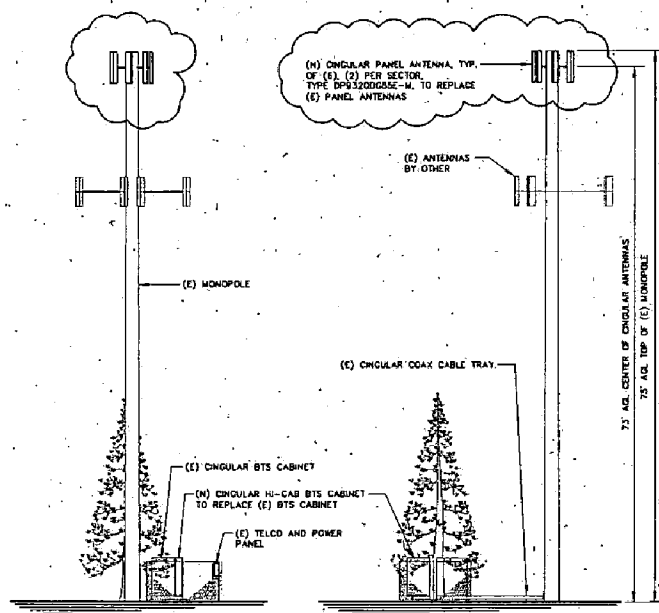 (N) CINGULAR PANEL ANTENNA, TYP.
OF (6), (2) PER SECTOR,
TYPE DP9320DG65E-M, TO REPLACE
(E) PANEL ANTENNAS
(E) ANTENNAS
BY OTHER
(E) MONOPOLE
(E) CINGULAR COAX CABLE TRAY
(E) CINGULAR BTS CABINET
(N) CINGULAR HI-CAB BTS CABINET
TO REPLACE (E) BTS CABINET
(E) TELCO AND POWER
PANEL
73' AGL CENTER OF CINGULAR ANTENNAS
75' AGL TOP OF (E) MONOPOLE